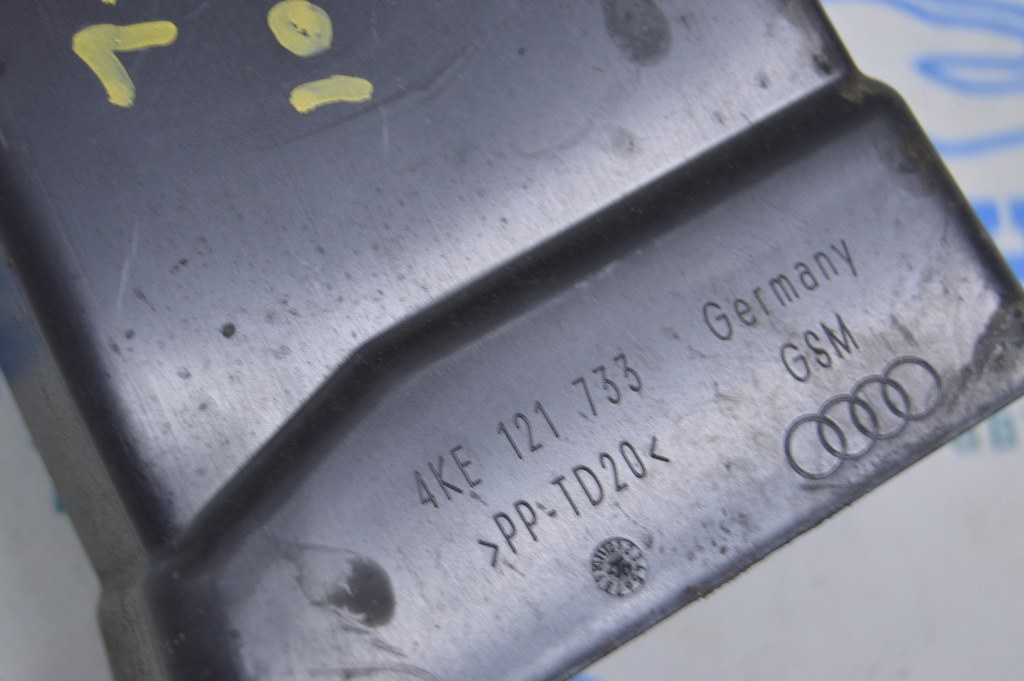 4KE 121 733 Germany
>PP-TD20< GSM